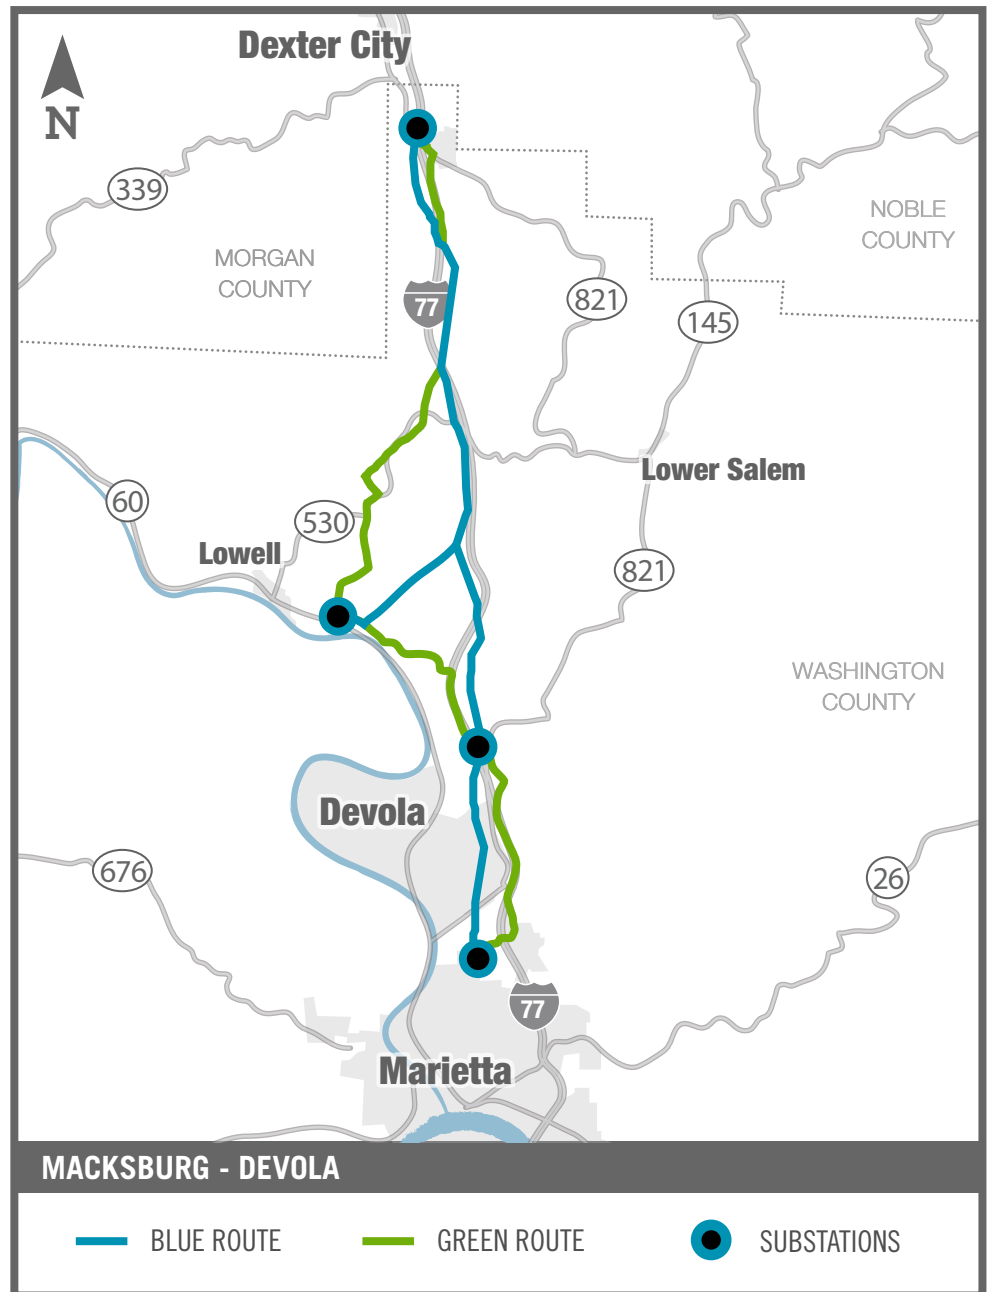 Dexter City
N
339
NOBLE
COUNTY
MORGAN
COUNTY
77
821
145
Lower Salem
60
530
Lowell
821
WASHINGTON
COUNTY
Devola
676
26
77
Marietta
MACKSBURG - DEVOLA
BLUE ROUTE
GREEN ROUTE
SUBSTATIONS